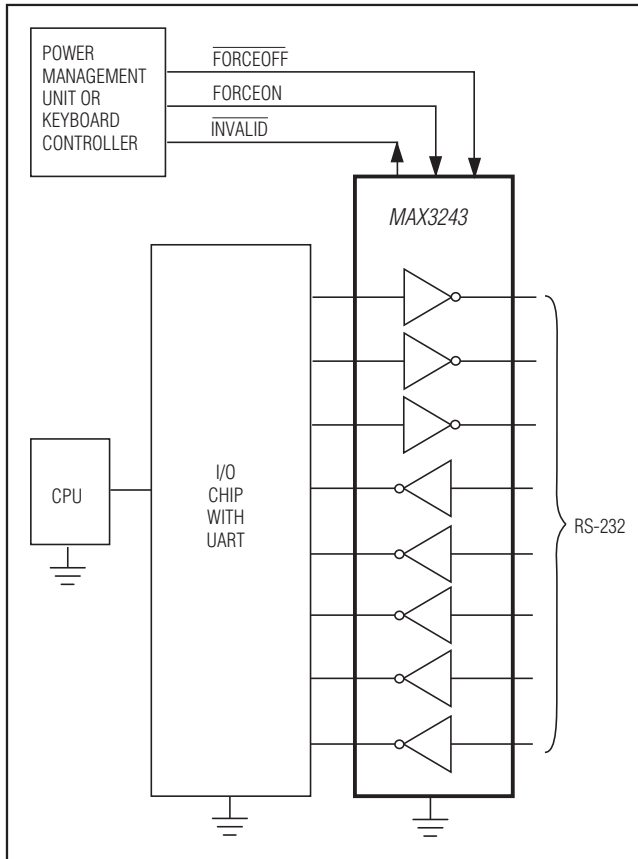 POWER
MANAGEMENT
UNIT OR
KEYBOARD
CONTROLLER
FORCEOFF
FORCEON
INVALID
MAX3243
CPU
I/O
CHIP
WITH
UART
RS-232